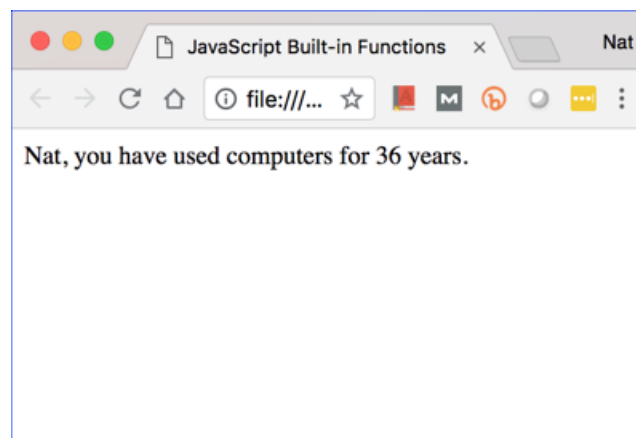 JavaScript Built-in Functions
Nat
file:///...
Nat, you have used computers for 36 years.